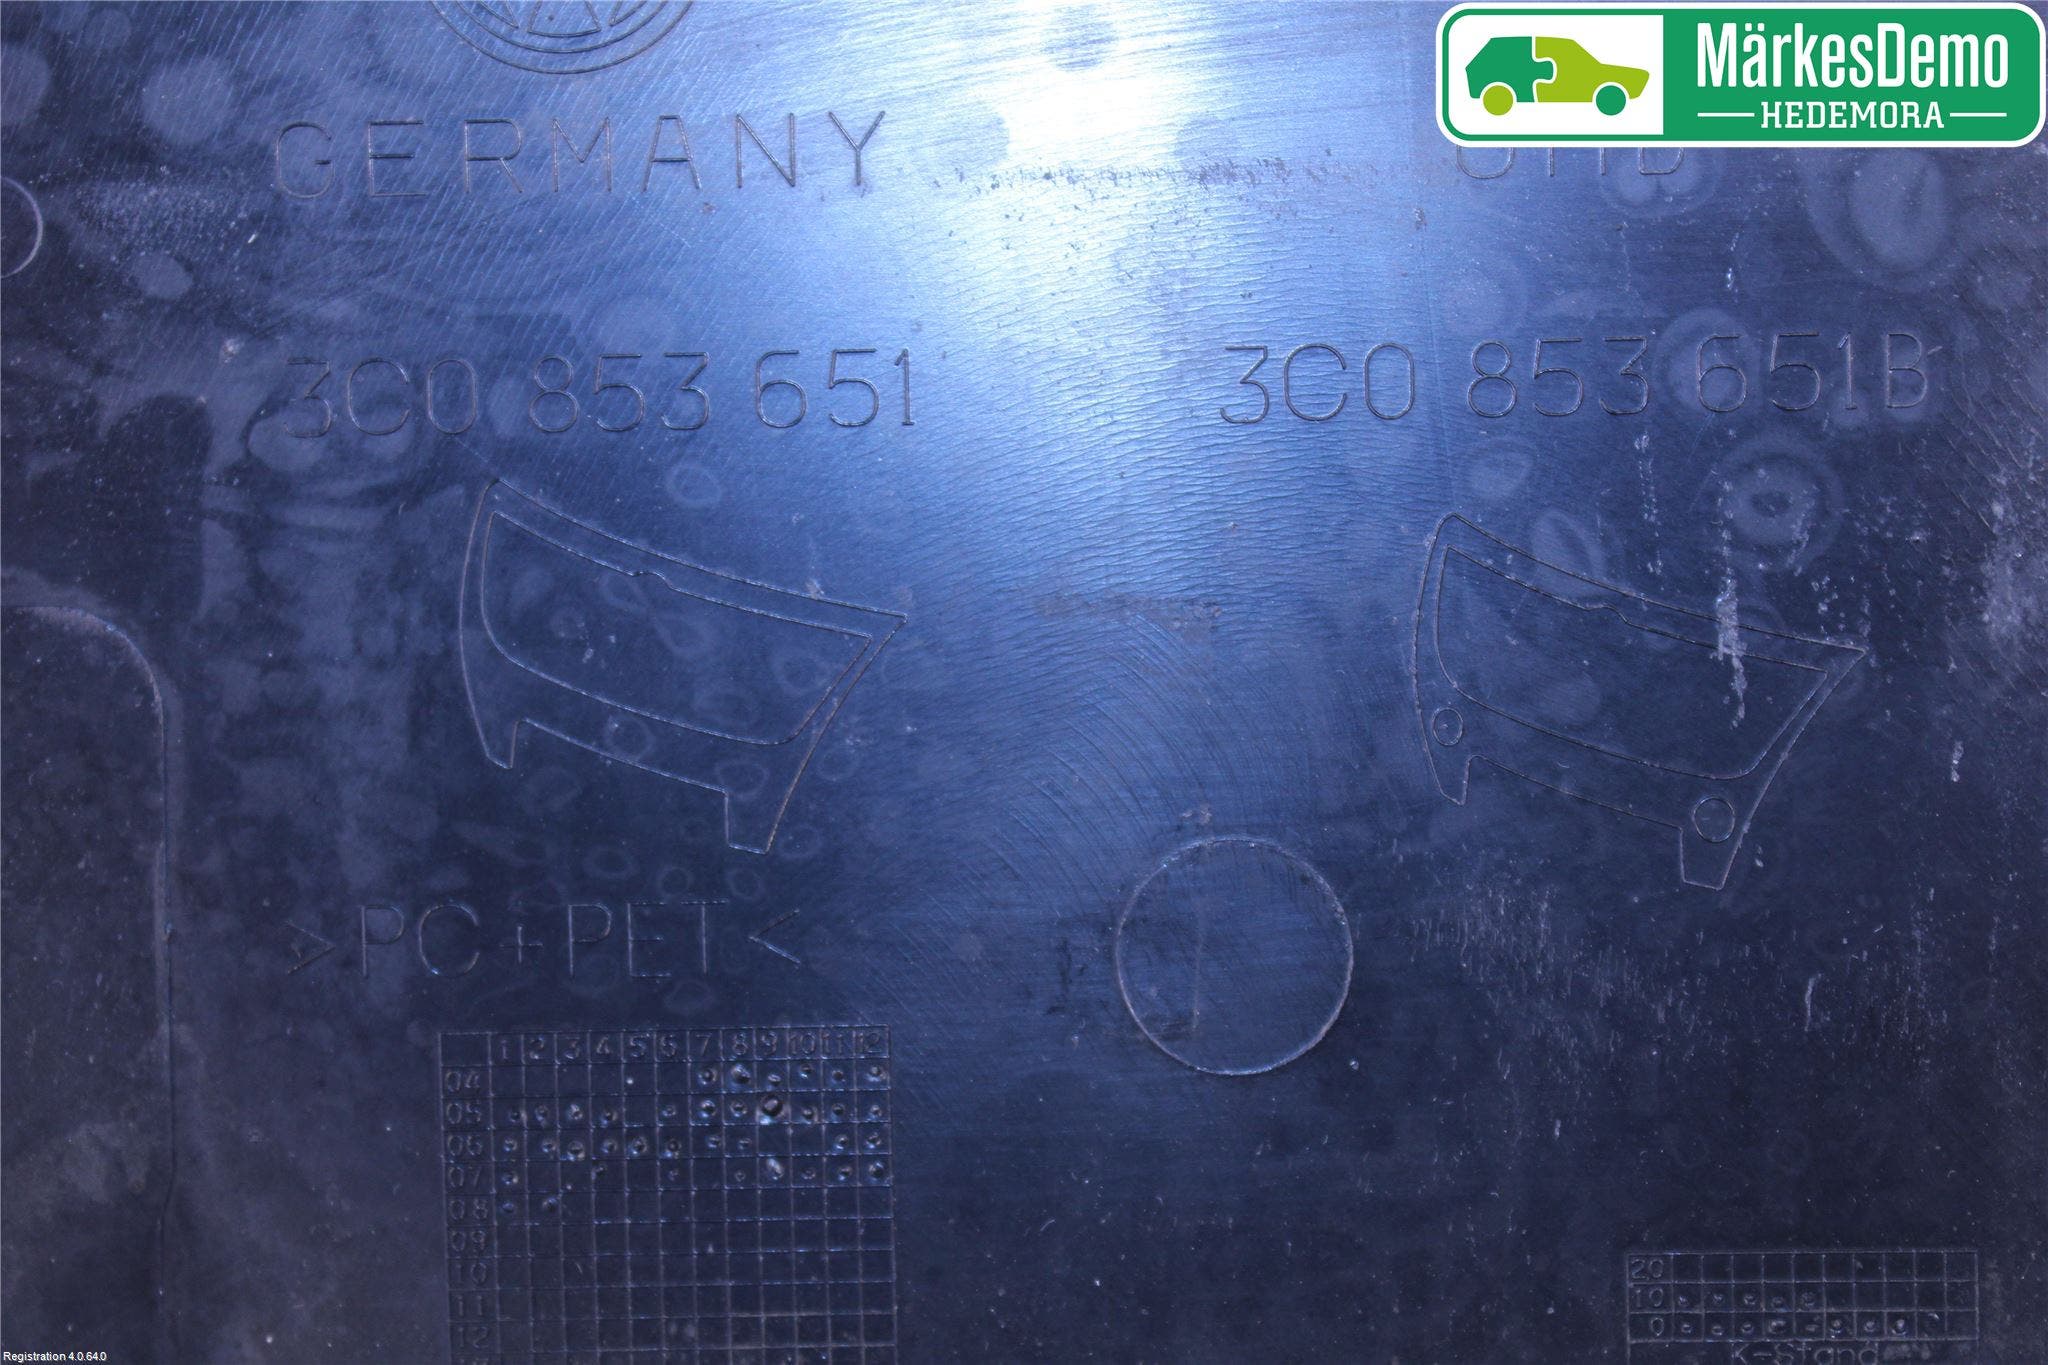 MärkesDemo
HEDEMORA
GERMANY
3C0 853 651
3C0 853 651B
>PC+PET<
1 2 3 4 5 6 7 8 9 10 11 12
04
05
06
07
08
09
10
11
12
20
10
0
K-Stand
Registration 4.0.64.0